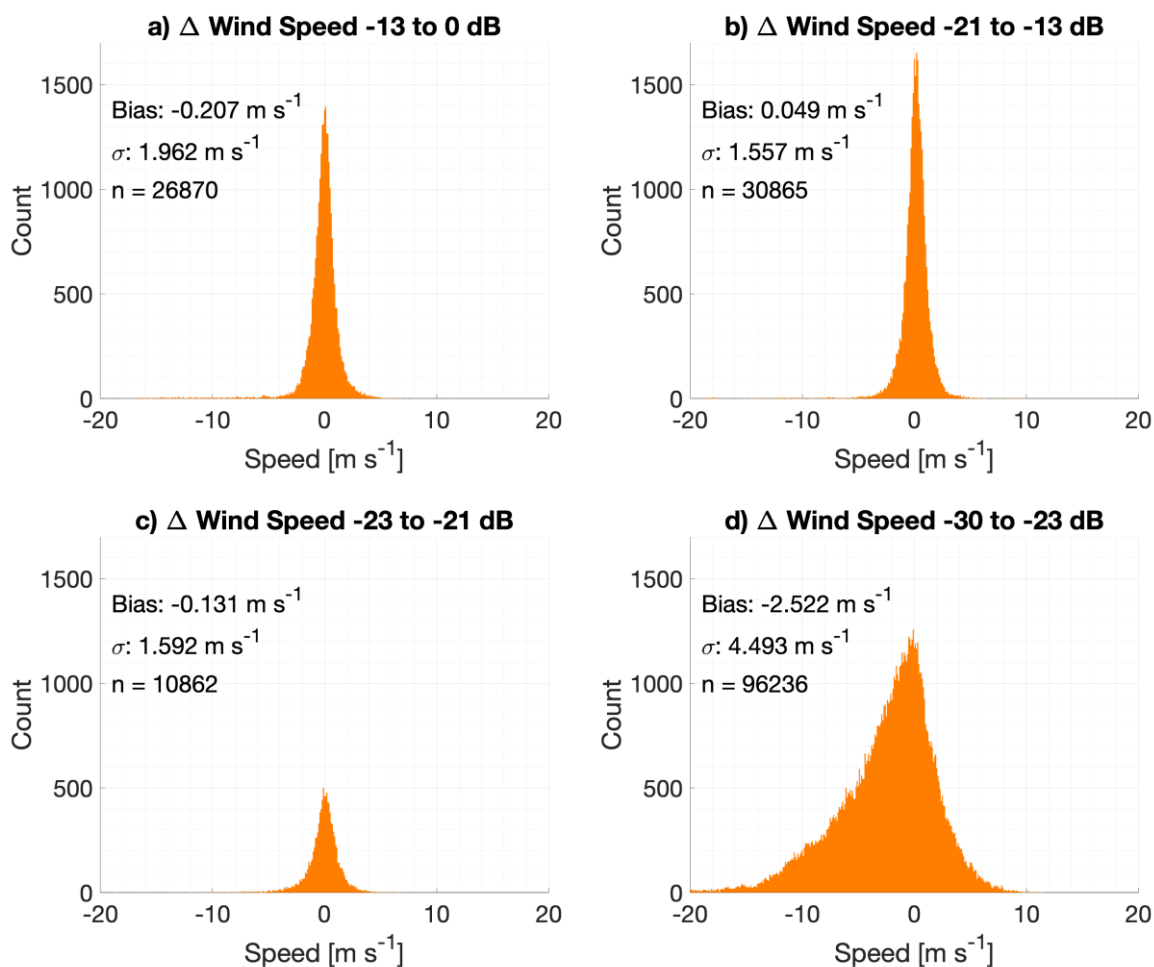 a) Δ Wind Speed -13 to 0 dB
1500
1000
500
0
Count
Bias: -0.207 m s⁻¹
σ: 1.962 m s⁻¹
n = 26870
-20 -10 0 10 20
Speed [m s⁻¹]
b) Δ Wind Speed -21 to -13 dB
1500
1000
500
0
Count
Bias: 0.049 m s⁻¹
σ: 1.557 m s⁻¹
n = 30865
-20 -10 0 10 20
Speed [m s⁻¹]
c) Δ Wind Speed -23 to -21 dB
1500
1000
500
0
Count
Bias: -0.131 m s⁻¹
σ: 1.592 m s⁻¹
n = 10862
-20 -10 0 10 20
Speed [m s⁻¹]
d) Δ Wind Speed -30 to -23 dB
1500
1000
500
0
Count
Bias: -2.522 m s⁻¹
σ: 4.493 m s⁻¹
n = 96236
-20 -10 0 10 20
Speed [m s⁻¹]